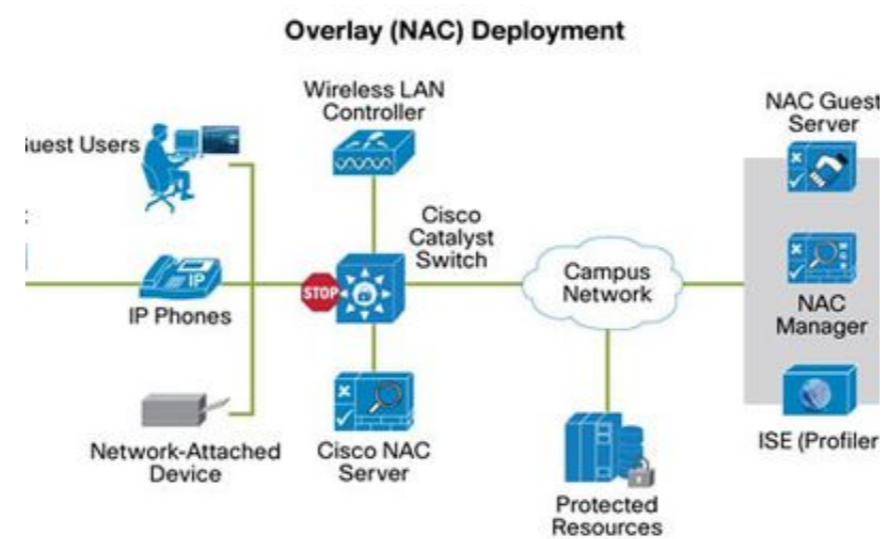 Overlay (NAC) Deployment
Wireless LAN
Controller
NAC Guest
Server
uest Users
Cisco
Catalyst
Switch
STOP
Campus
Network
IP
IP Phones
NAC
Manager
Network-Attached
Device
Cisco NAC
Server
ISE (Profiler
Protected
Resources